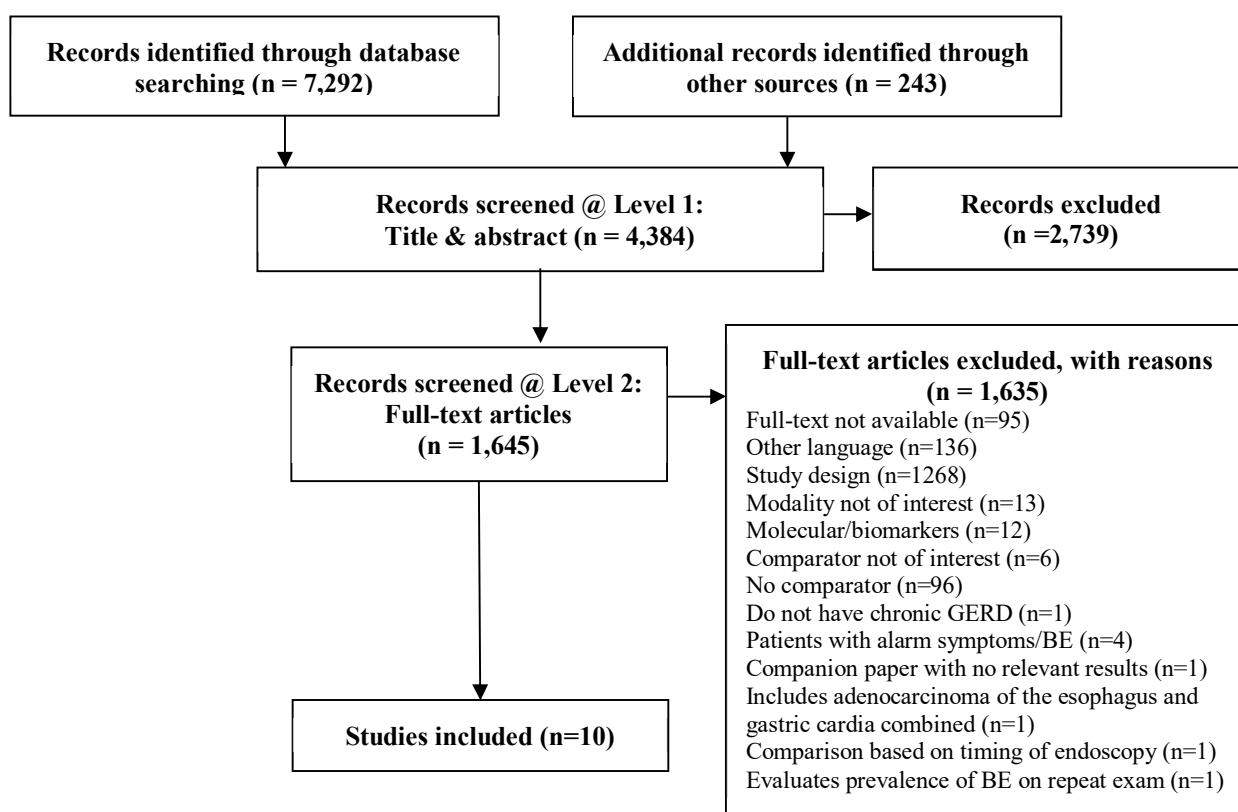 Records identified through database
searching (n = 7,292)
Additional records identified through
other sources (n = 243)
Records screened @ Level 1:
Title & abstract (n = 4,384)
Records excluded
(n =2,739)
Records screened @ Level 2:
Full-text articles
(n = 1,645)
Full-text articles excluded, with reasons
(n = 1,635)
Full-text not available (n=95)
Other language (n=136)
Study design (n=1268)
Modality not of interest (n=13)
Molecular/biomarkers (n=12)
Comparator not of interest (n=6)
No comparator (n=96)
Do not have chronic GERD (n=1)
Patients with alarm symptoms/BE (n=4)
Companion paper with no relevant results (n=1)
Includes adenocarcinoma of the esophagus and
gastric cardia combined (n=1)
Comparison based on timing of endoscopy (n=1)
Evaluates prevalence of BE on repeat exam (n=1)
Studies included (n=10)